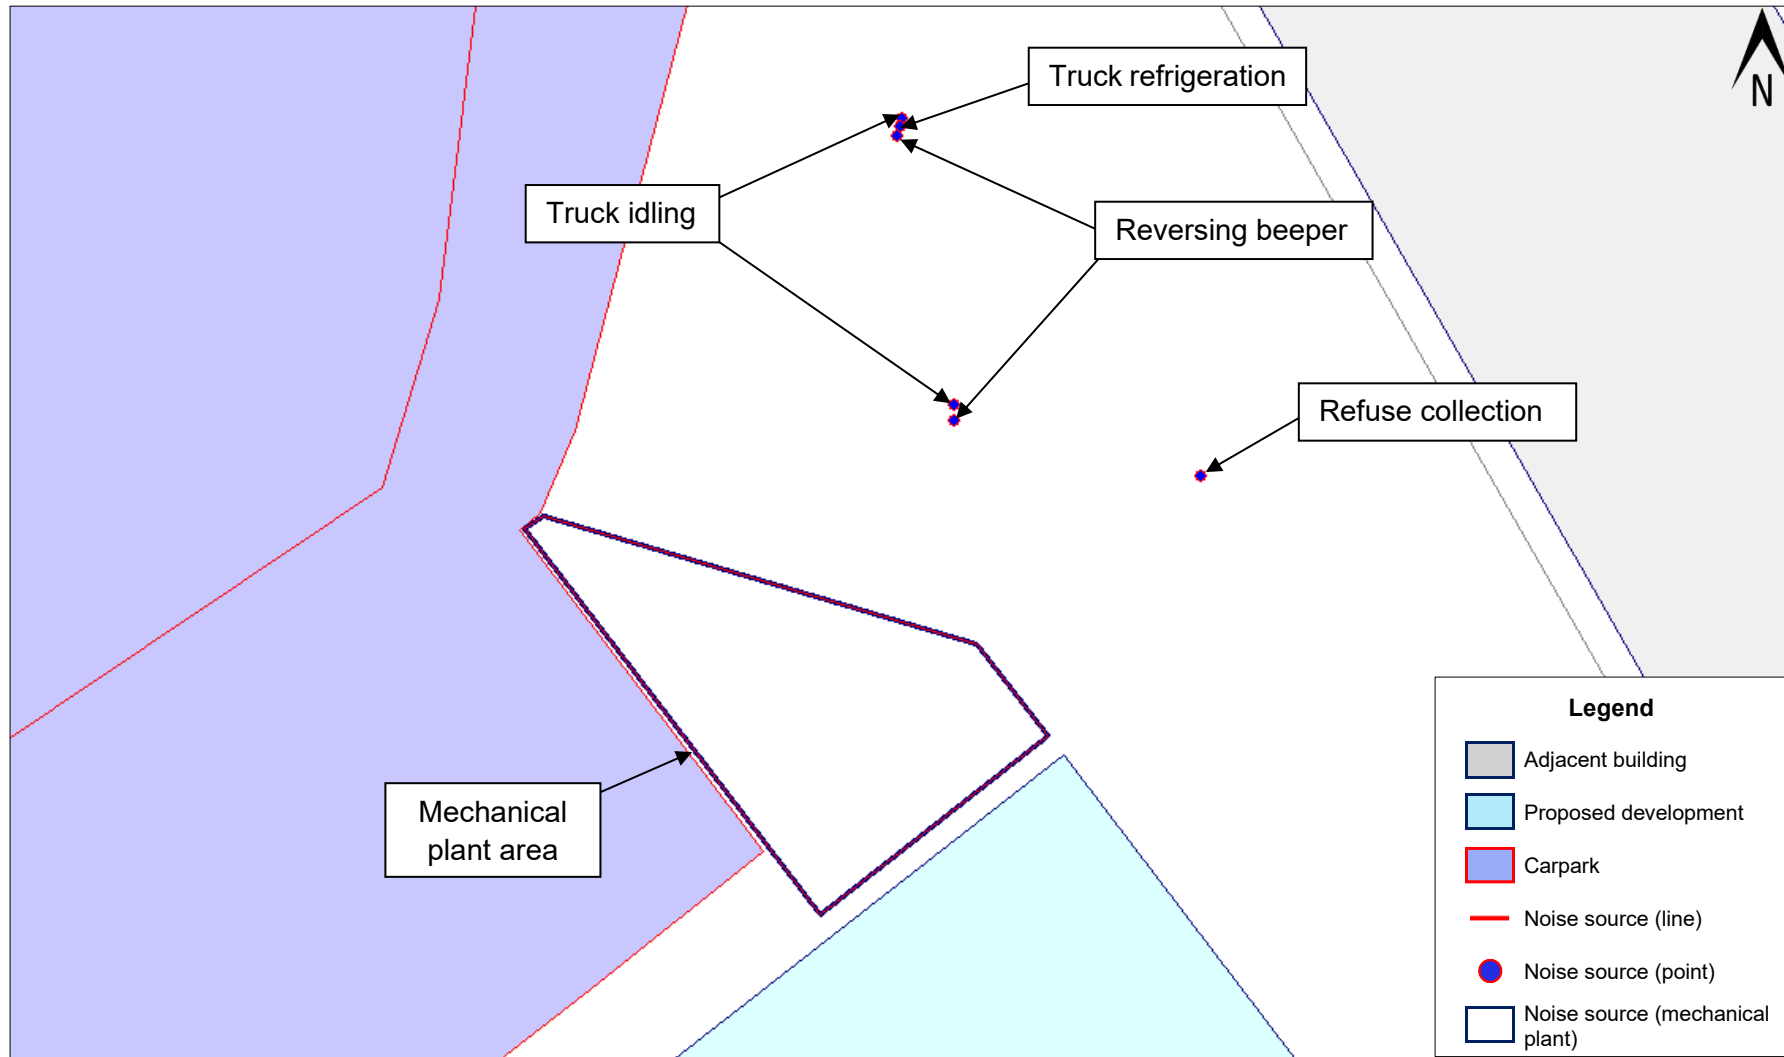 N
Truck refrigeration
Truck idling
Reversing beeper
Refuse collection
Mechanical
plant area
Legend
Adjacent building
Proposed development
Carpark
Noise source (line)
Noise source (point)
Noise source (mechanical
plant)